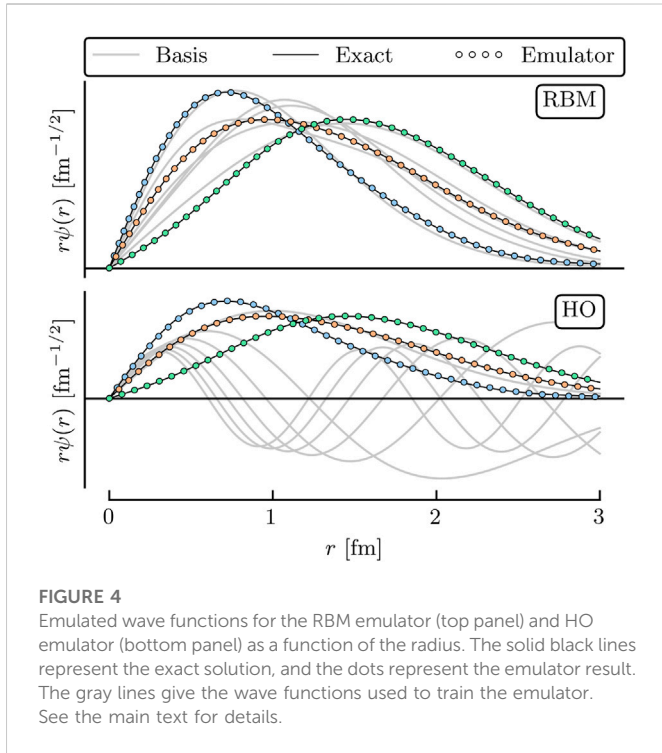 Basis Exact Emulator
RBM
rψ(r) [fm⁻¹/²]
HO
rψ(r) [fm⁻¹/²]
0 1 2 3
r [fm]
FIGURE 4
Emulated wave functions for the RBM emulator (top panel) and HO
emulator (bottom panel) as a function of the radius. The solid black lines
represent the exact solution, and the dots represent the emulator result.
The gray lines give the wave functions used to train the emulator.
See the main text for details.